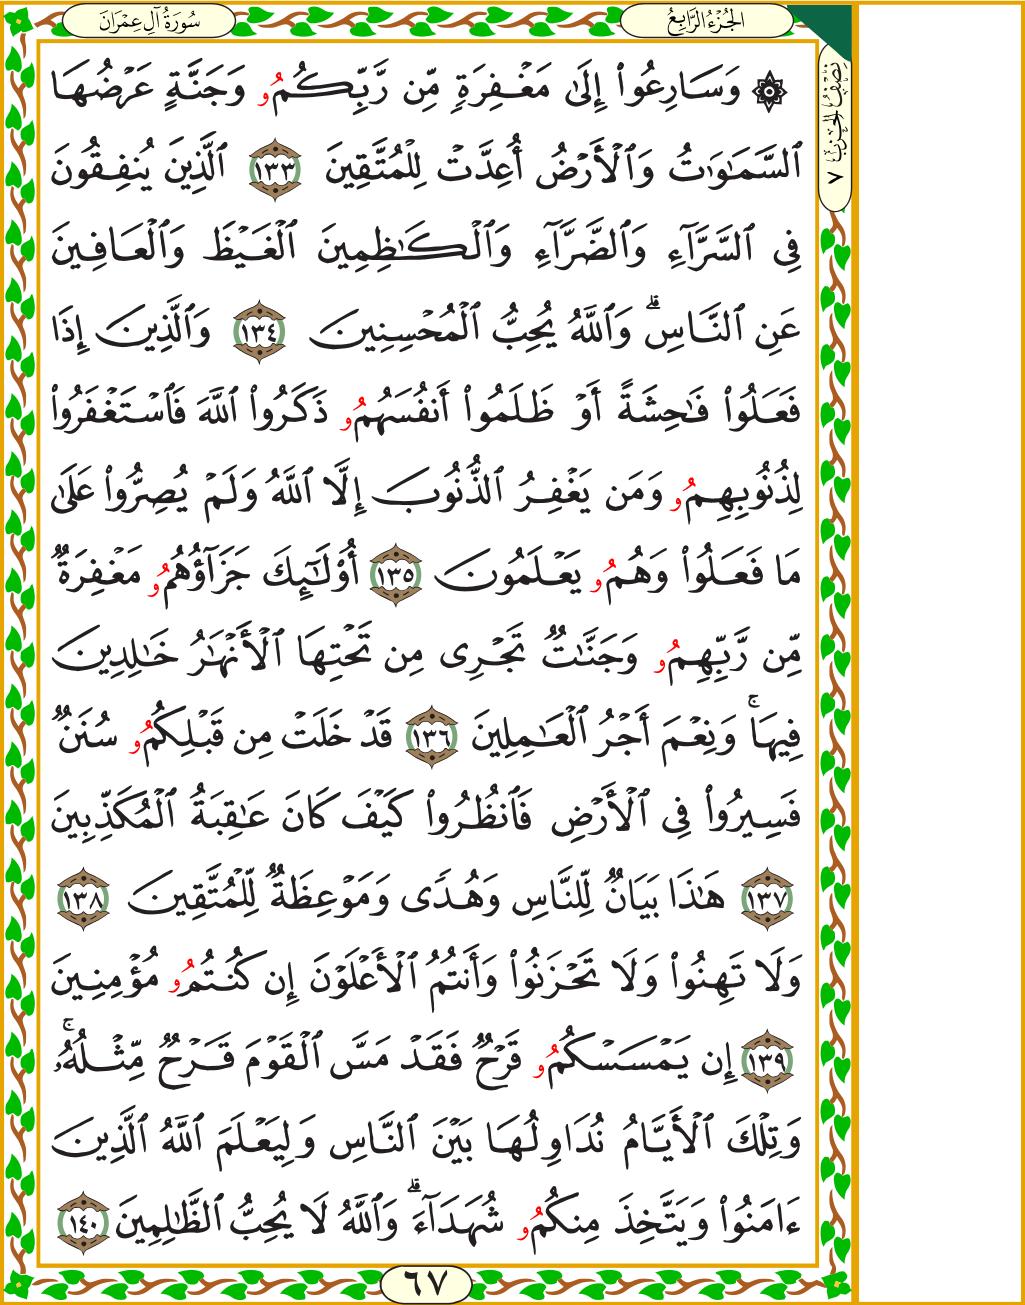 سُورَةُ آلِ عِمْرَانَ
الجُزْءُ الرَّابِعُ
نِصْفُ الحِزْبِ ٧
۞ وَسَارِعُوٓا۟ إِلَىٰ مَغْفِرَةٍ مِّن رَّبِّكُمُۥ وَجَنَّةٍ عَرْضُهَا
ٱلسَّمَٰوَٰتُ وَٱلْأَرْضُ أُعِدَّتْ لِلْمُتَّقِينَ ١٣٣ ٱلَّذِينَ يُنفِقُونَ
فِى ٱلسَّرَّآءِ وَٱلضَّرَّآءِ وَٱلْكَٰظِمِينَ ٱلْغَيْظَ وَٱلْعَافِينَ
عَنِ ٱلنَّاسِ ۗ وَٱللَّهُ يُحِبُّ ٱلْمُحْسِنِينَ ١٣٤ وَٱلَّذِينَ إِذَا
فَعَلُوا۟ فَٰحِشَةً أَوْ ظَلَمُوٓا۟ أَنفُسَهُمُۥ ذَكَرُوا۟ ٱللَّهَ فَٱسْتَغْفَرُوا۟
لِذُنُوبِهِمُۥ وَمَن يَغْفِرُ ٱلذُّنُوبَ إِلَّا ٱللَّهُ وَلَمْ يُصِرُّوا۟ عَلَىٰ
مَا فَعَلُوا۟ وَهُمُۥ يَعْلَمُونَ ١٣٥ أُو۟لَٰٓئِكَ جَزَآؤُهُمُۥ مَغْفِرَةٌ
مِّن رَّبِّهِمُۥ وَجَنَّٰتٌ تَجْرِى مِن تَحْتِهَا ٱلْأَنْهَٰرُ خَٰلِدِينَ
فِيهَا ۚ وَنِعْمَ أَجْرُ ٱلْعَٰمِلِينَ ١٣٦ قَدْ خَلَتْ مِن قَبْلِكُمُۥ سُنَنٌ
فَسِيرُوا۟ فِى ٱلْأَرْضِ فَٱنظُرُوا۟ كَيْفَ كَانَ عَٰقِبَةُ ٱلْمُكَذِّبِينَ
١٣٧ هَٰذَا بَيَانٌ لِّلنَّاسِ وَهُدًى وَمَوْعِظَةٌ لِّلْمُتَّقِينَ ١٣٨
وَلَا تَهِنُوا۟ وَلَا تَحْزَنُوا۟ وَأَنتُمُ ٱلْأَعْلَوْنَ إِن كُنتُمُۥ مُؤْمِنِينَ
١٣٩ إِن يَمْسَسْكُمُۥ قَرْحٌ فَقَدْ مَسَّ ٱلْقَوْمَ قَرْحٌ مِّثْلُهُۥ ۚ
وَتِلْكَ ٱلْأَيَّامُ نُدَاوِلُهَا بَيْنَ ٱلنَّاسِ وَلِيَعْلَمَ ٱللَّهُ ٱلَّذِينَ
ءَامَنُوا۟ وَيَتَّخِذَ مِنكُمُۥ شُهَدَآءَ ۗ وَٱللَّهُ لَا يُحِبُّ ٱلظَّٰلِمِينَ ١٤٠
٦٧